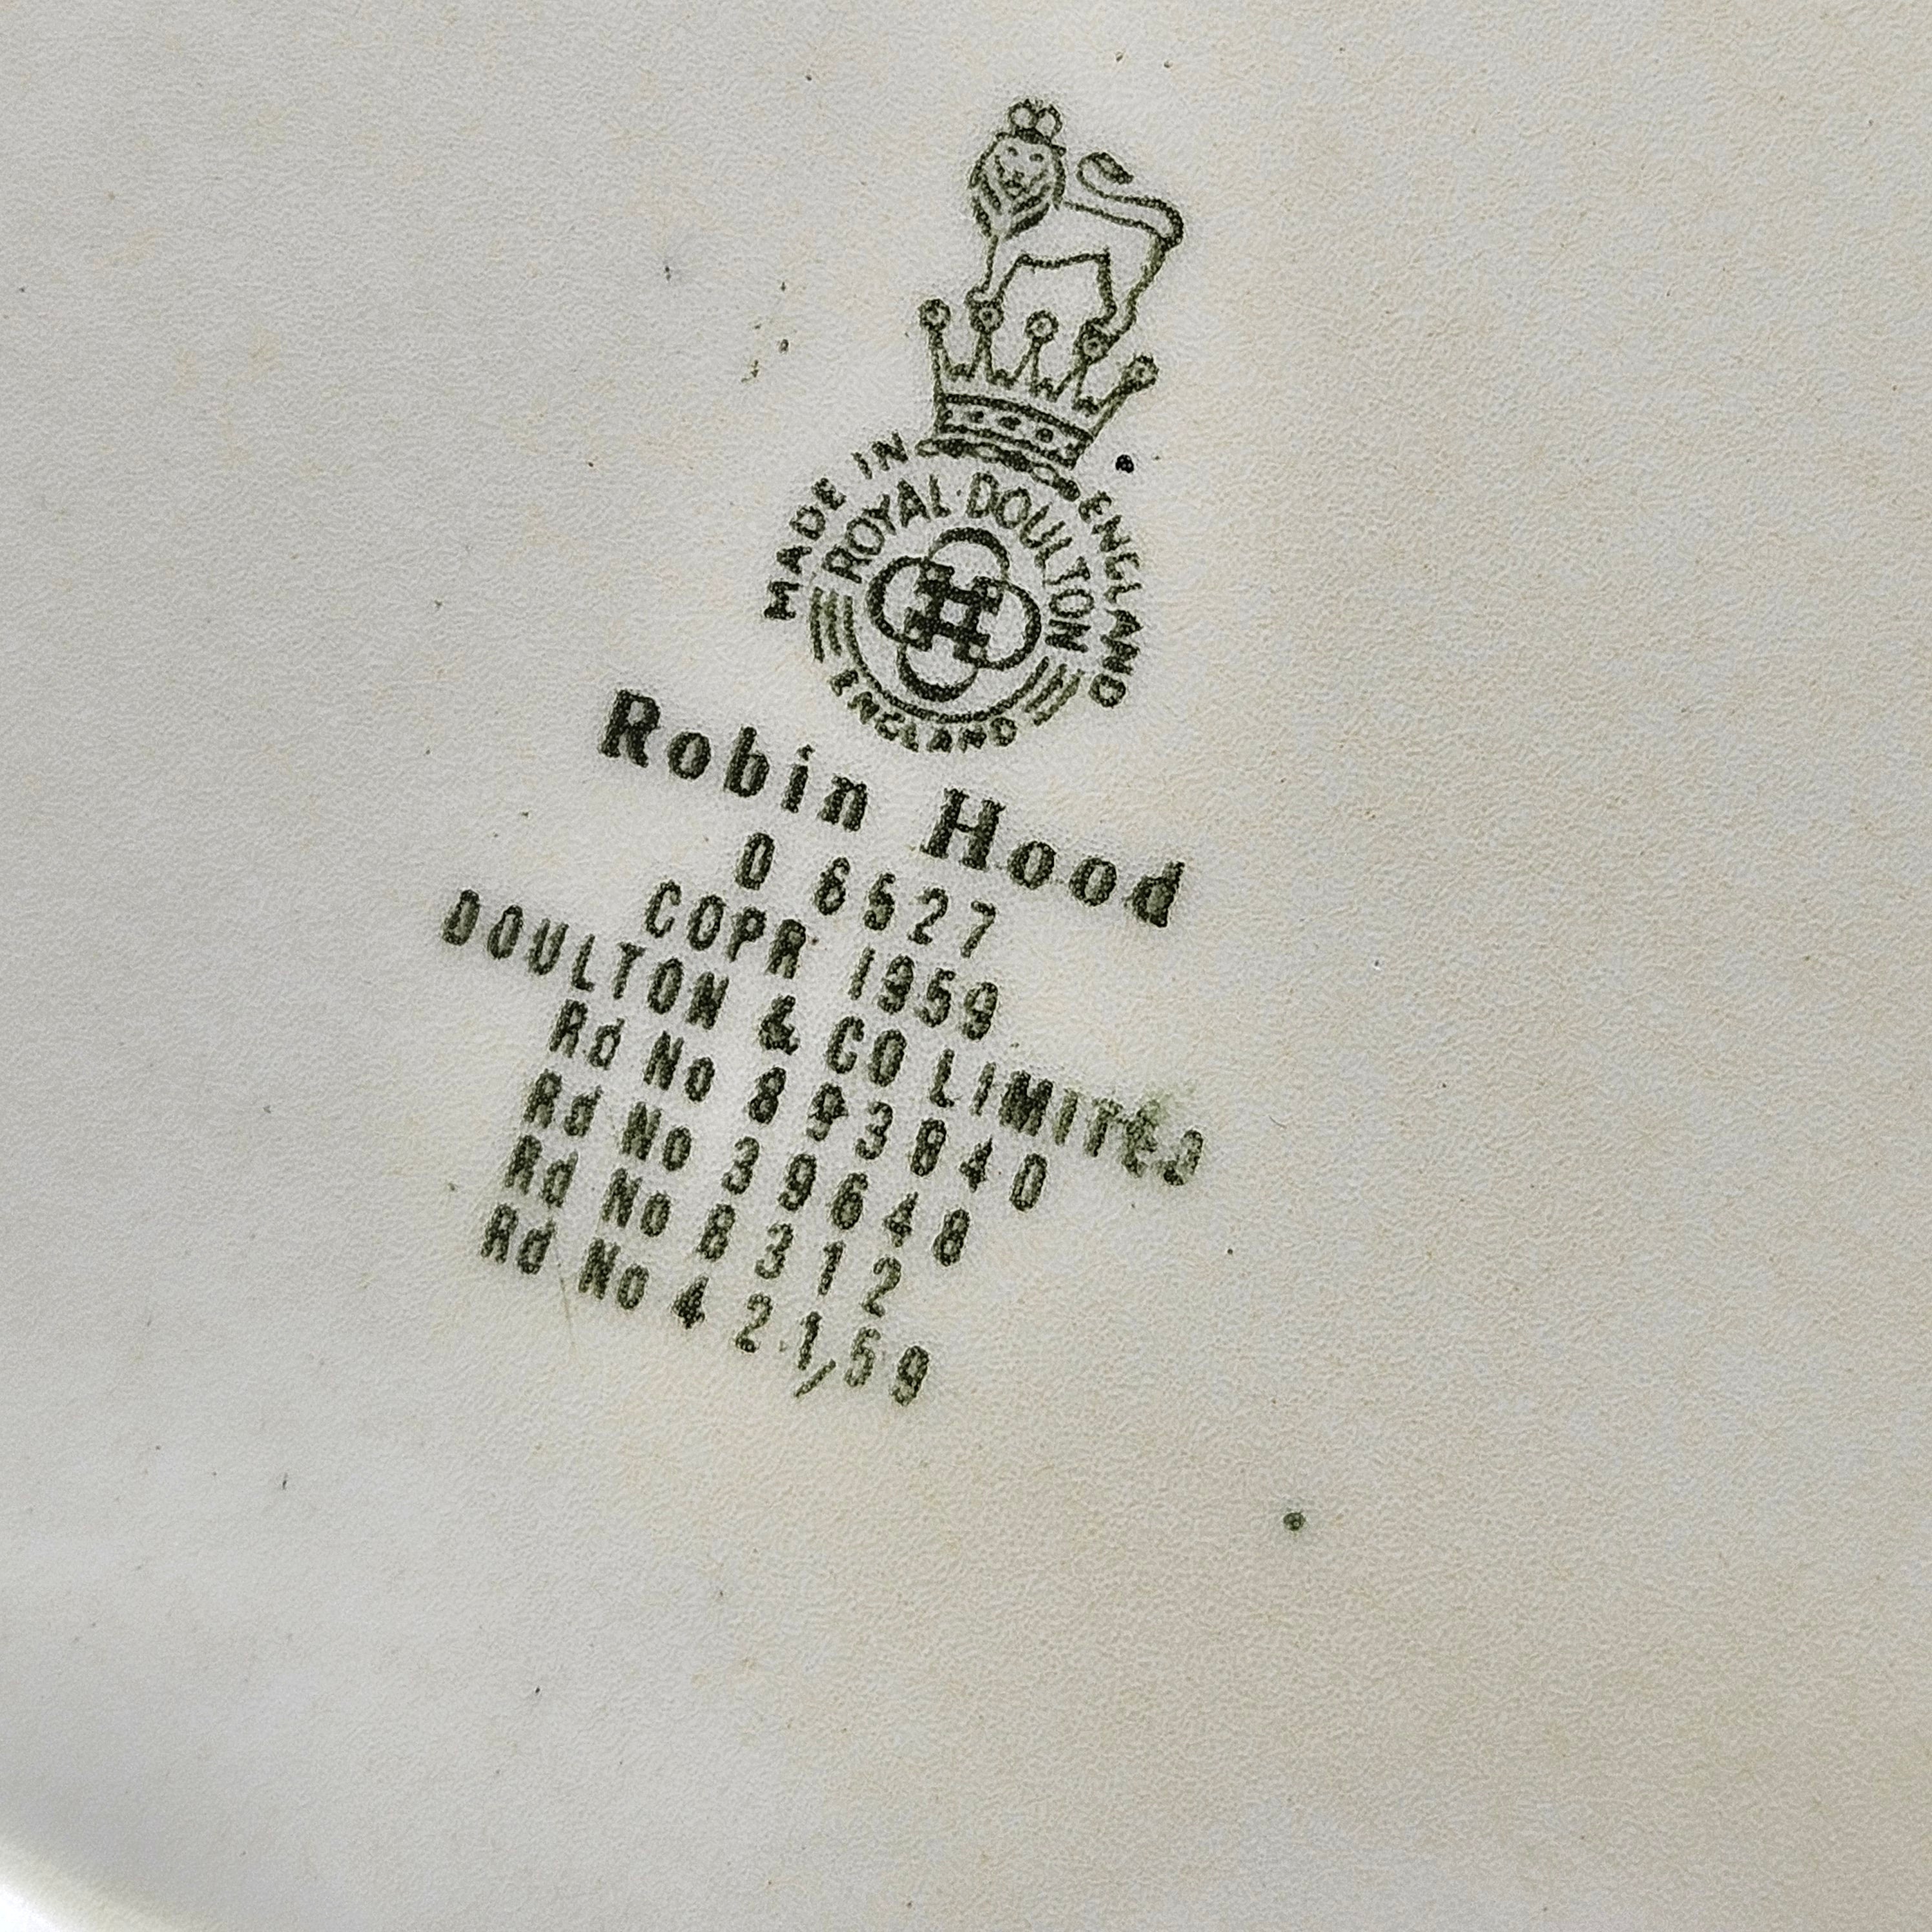 MADE IN ENGLAND
ROYAL DOULTON
ENGLAND
Robin Hood
D 6527
COPR 1959
DOULTON & CO LIMITED
Rd No 893840
Rd No 39648
Rd No 8312
Rd No 421/59